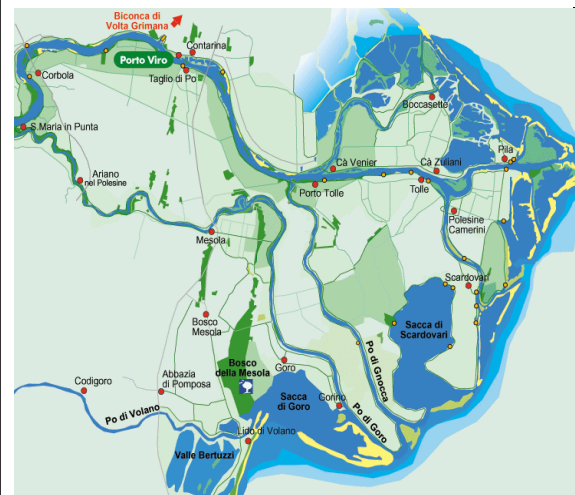 Biconca di
Volta Grimana
Porto Viro
Contarina
Taglio di Po
Corbola
S.Maria in Punta
Ariano
nel Polesine
Mesola
Boccasette
Cà Venier
Cà Zuliani
Pila
Porto Tolle
Tolle
Polesine
Camerini
Scardovari
Sacca di
Scardovari
Bosco
Mesola
Bosco
della Mesola
Goro
Abbazia
di Pomposa
Codigoro
Po di Volano
Sacca
di Goro
Gorino
Po di Gnocca
Po di Goro
Lido di Volano
Valle Bertuzzi